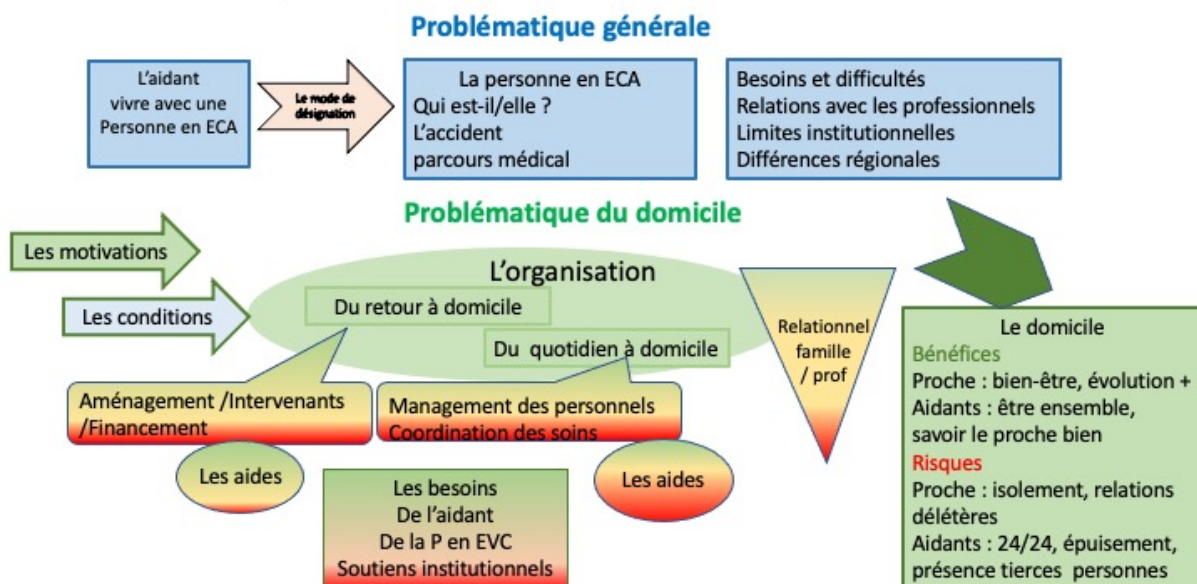 Problématique générale
L'aidant
vivre avec une
Personne en ECA
Le mode de
désignation
La personne en ECA
Qui est-il/elle ?
L'accident
parcours médical
Besoins et difficultés
Relations avec les professionnels
Limites institutionnelles
Différences régionales
Problématique du domicile
Les motivations
Les conditions
L'organisation
Du retour à domicile
Du quotidien à domicile
Relationnel
famille
/ prof
Aménagement /Intervenants
/Financement
Management des personnels
Coordination des soins
Les aides
Les aides
Les besoins
De l'aidant
De la P en EVC
Soutiens institutionnels
Le domicile
Bénéfices
Proche : bien-être, évolution +
Aidants : être ensemble,
savoir le proche bien
Risques
Proche : isolement, relations
délétères
Aidants : 24/24, épuisement,
présence tierces personnes